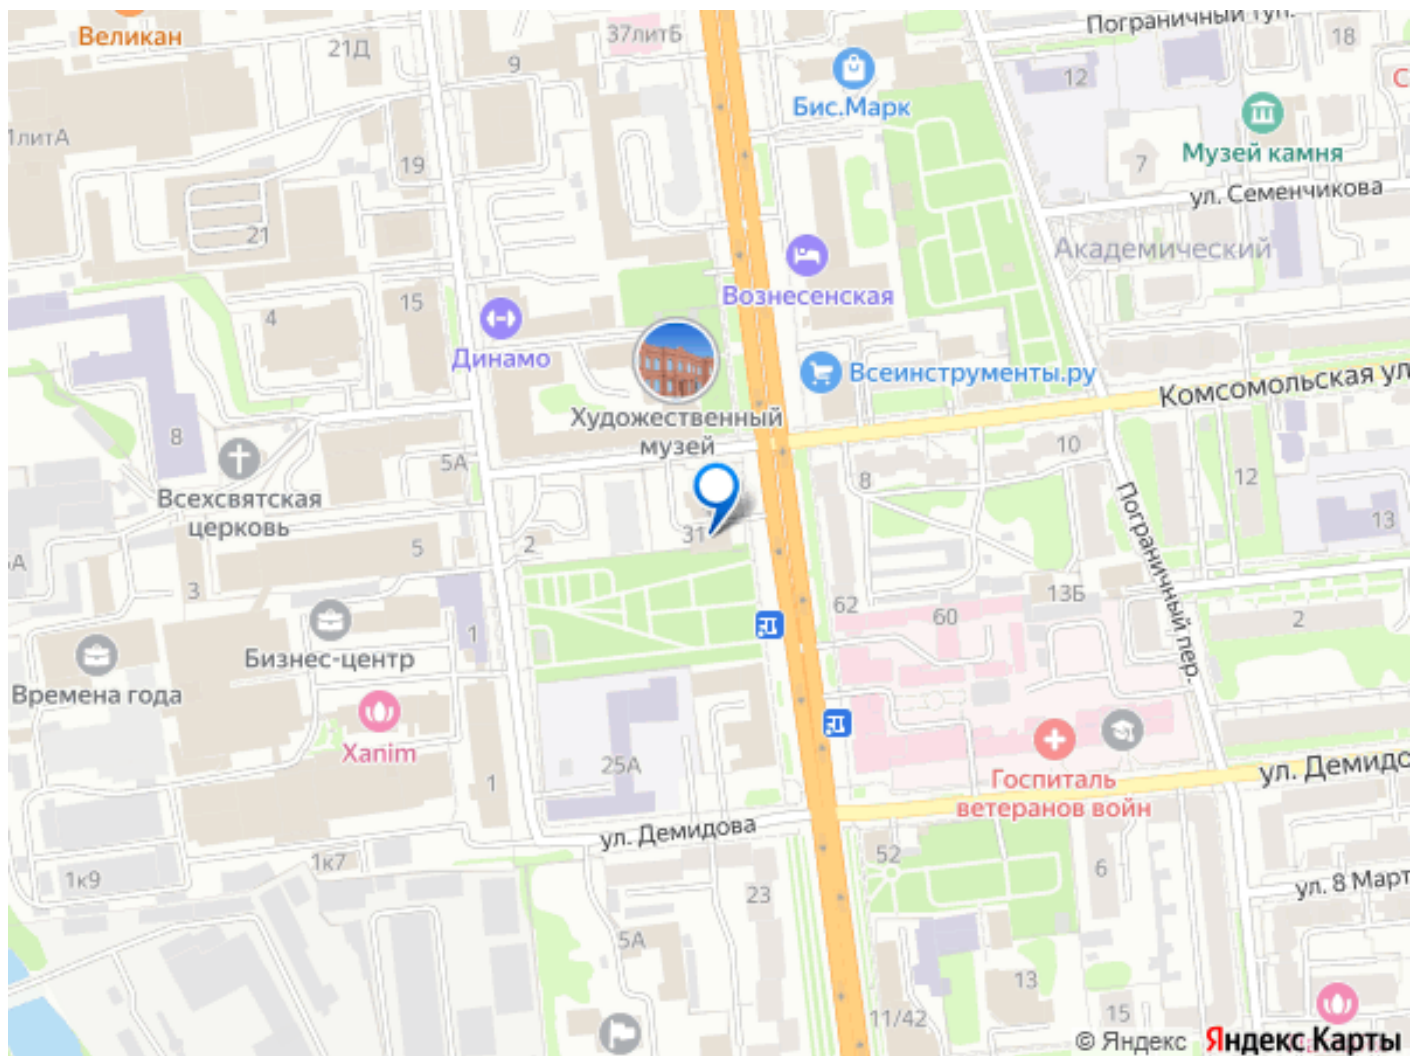 Великан
21Д
9
37литБ
Пограничный туп.
18
12
Бис.Марк
1литА
19
Музей камня
7
ул. Семенчикова
21
Академический
15
4
Вознесенская
Динамо
Всеинструменты.ру
Комсомольская ул
Художественный
музей
8
5А
10
8
12
Всехсвятская
церковь
Пограничный пер.
31
2
5
13
3
13Б
62
60
2
1
Бизнес-центр
Времена года
Xanim
25А
1
Госпиталь
ветеранов войн
ул. Демидо
ул. Демидова
52
1к7
1к9
6
ул. 8 Март
23
5А
13
11/42
15
© Яндекс
Яндекс Карты